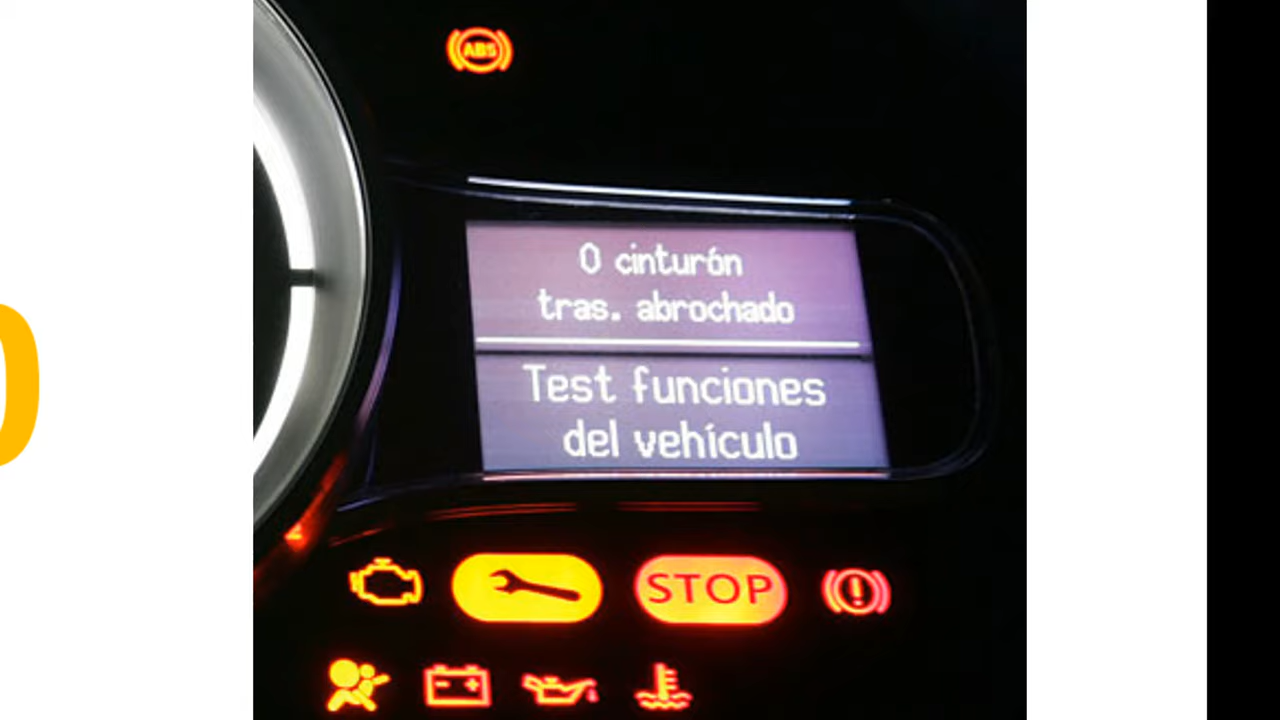 ABS
0 cinturón
tras. abrochado
Test funciones
del vehículo
STOP